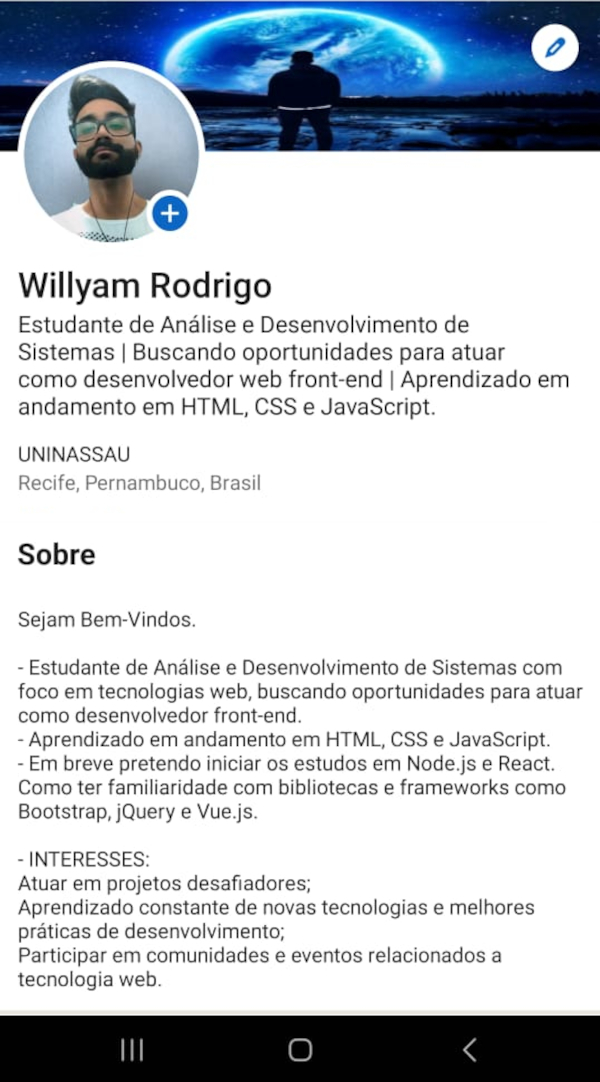 Willyam Rodrigo
Estudante de Análise e Desenvolvimento de
Sistemas | Buscando oportunidades para atuar
como desenvolvedor web front-end | Aprendizado em
andamento em HTML, CSS e JavaScript.
UNINASSAU
Recife, Pernambuco, Brasil
Sobre
Sejam Bem-Vindos.
- Estudante de Análise e Desenvolvimento de Sistemas com
foco em tecnologias web, buscando oportunidades para atuar
como desenvolvedor front-end.
- Aprendizado em andamento em HTML, CSS e JavaScript.
- Em breve pretendo iniciar os estudos em Node.js e React.
Como ter familiaridade com bibliotecas e frameworks como
Bootstrap, jQuery e Vue.js.
- INTERESSES:
Atuar em projetos desafiadores;
Aprendizado constante de novas tecnologias e melhores
práticas de desenvolvimento;
Participar em comunidades e eventos relacionados a
tecnologia web.